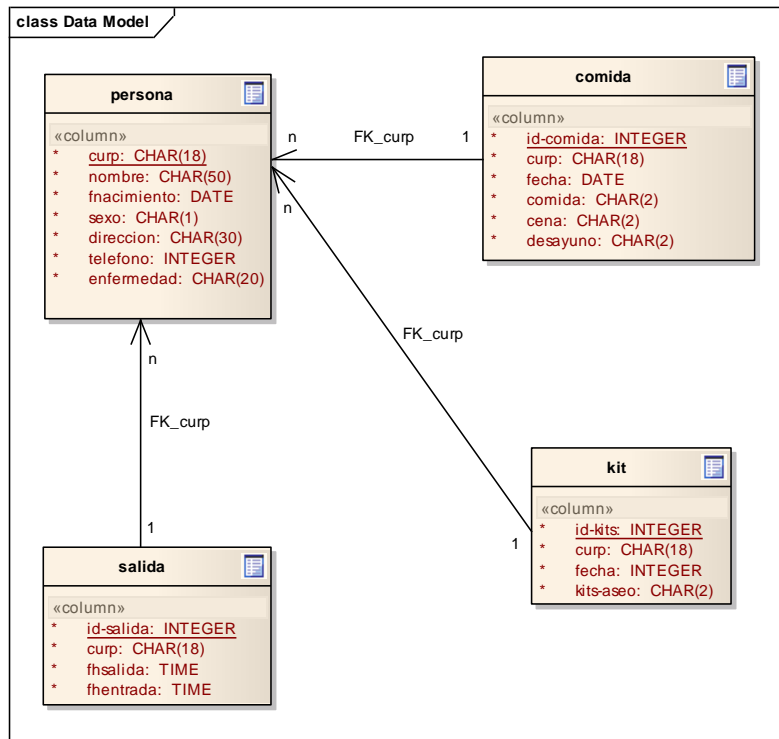 class Data Model
persona
«column»
* curp: CHAR(18)
* nombre: CHAR(50)
* fnacimiento: DATE
* sexo: CHAR(1)
* direccion: CHAR(30)
* telefono: INTEGER
* enfermedad: CHAR(20)
comida
«column»
* id-comida: INTEGER
* curp: CHAR(18)
* fecha: DATE
* comida: CHAR(2)
* cena: CHAR(2)
* desayuno: CHAR(2)
n
FK_curp
1
n
FK_curp
1
n
FK_curp
1
kit
«column»
* id-kits: INTEGER
* curp: CHAR(18)
* fecha: INTEGER
* kits-aseo: CHAR(2)
salida
«column»
* id-salida: INTEGER
* curp: CHAR(18)
* fhsalida: TIME
* fhentrada: TIME